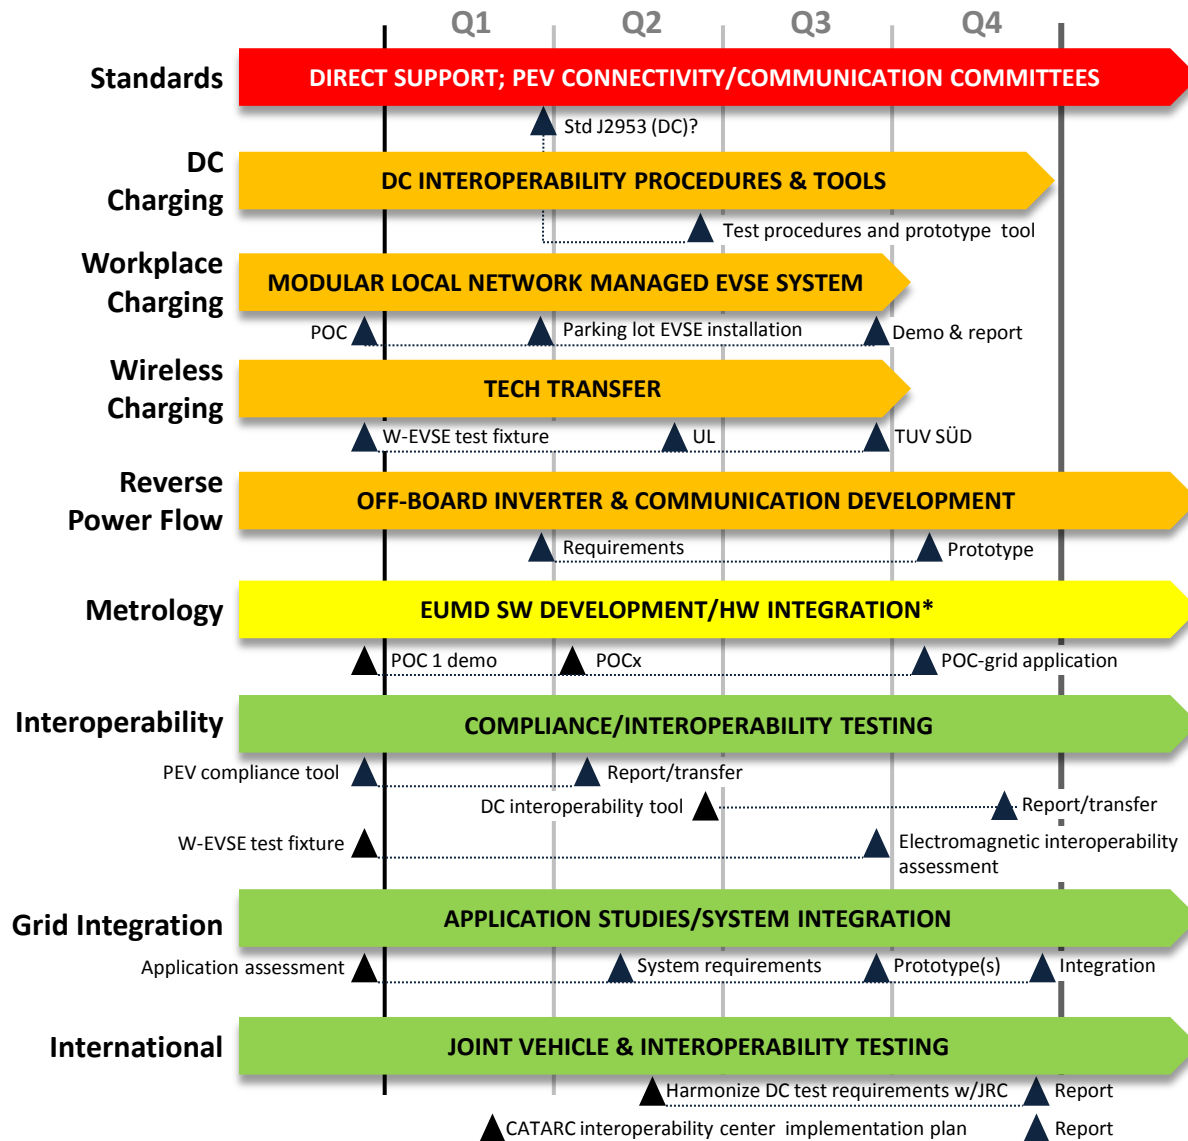 Q1 Q2 Q3 Q4
Standards
DIRECT SUPPORT; PEV CONNECTIVITY/COMMUNICATION COMMITTEES
Std J2953 (DC)?
DC
Charging
DC INTEROPERABILITY PROCEDURES & TOOLS
Test procedures and prototype tool
Workplace
Charging
MODULAR LOCAL NETWORK MANAGED EVSE SYSTEM
POC Parking lot EVSE installation Demo & report
Wireless
Charging
TECH TRANSFER
W-EVSE test fixture UL TUV SÜD
Reverse
Power Flow
OFF-BOARD INVERTER & COMMUNICATION DEVELOPMENT
Requirements Prototype
Metrology
EUMD SW DEVELOPMENT/HW INTEGRATION*
POC 1 demo POCx POC-grid application
Interoperability
COMPLIANCE/INTEROPERABILITY TESTING
PEV compliance tool Report/transfer
DC interoperability tool Report/transfer
W-EVSE test fixture Electromagnetic interoperability
assessment
Grid Integration
APPLICATION STUDIES/SYSTEM INTEGRATION
Application assessment System requirements Prototype(s) Integration
International
JOINT VEHICLE & INTEROPERABILITY TESTING
Harmonize DC test requirements w/JRC Report
CATARC interoperability center implementation plan Report